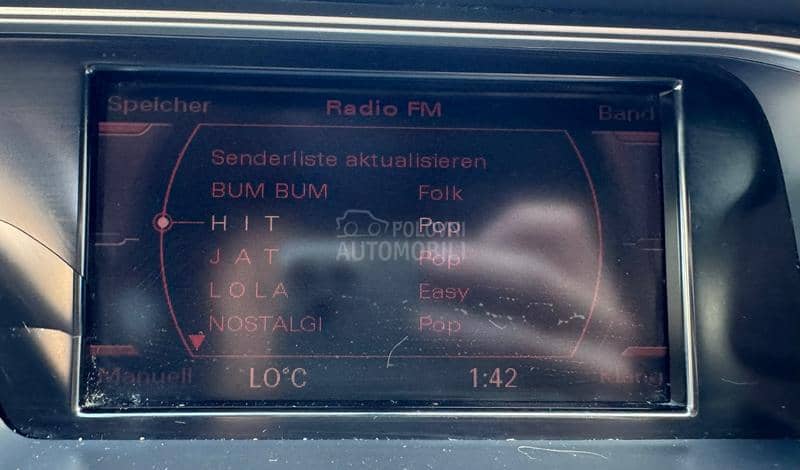 Speicher Radio FM Band
Senderliste aktualisieren
BUM BUM Folk
HIT Pop
POLOVNI
AUTOMOBILI
JAT Pop
LOLA Easy
NOSTALGI Pop
Manuell LO°C 1:42 Klang